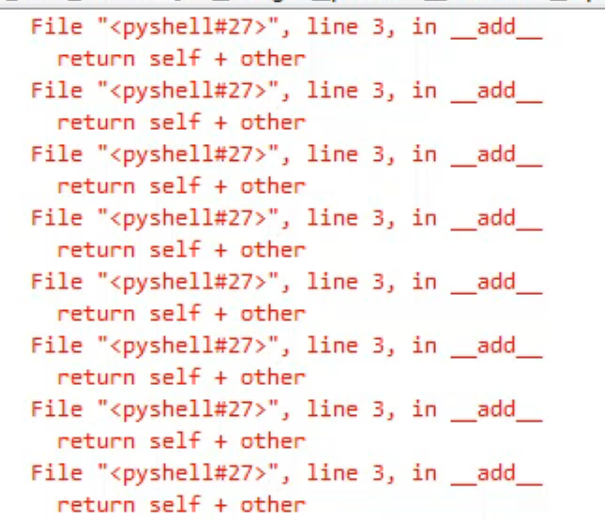 File "<pyshell#27>", line 3, in __add__
return self + other
File "<pyshell#27>", line 3, in __add__
return self + other
File "<pyshell#27>", line 3, in __add__
return self + other
File "<pyshell#27>", line 3, in __add__
return self + other
File "<pyshell#27>", line 3, in __add__
return self + other
File "<pyshell#27>", line 3, in __add__
return self + other
File "<pyshell#27>", line 3, in __add__
return self + other
File "<pyshell#27>", line 3, in __add__
return self + other